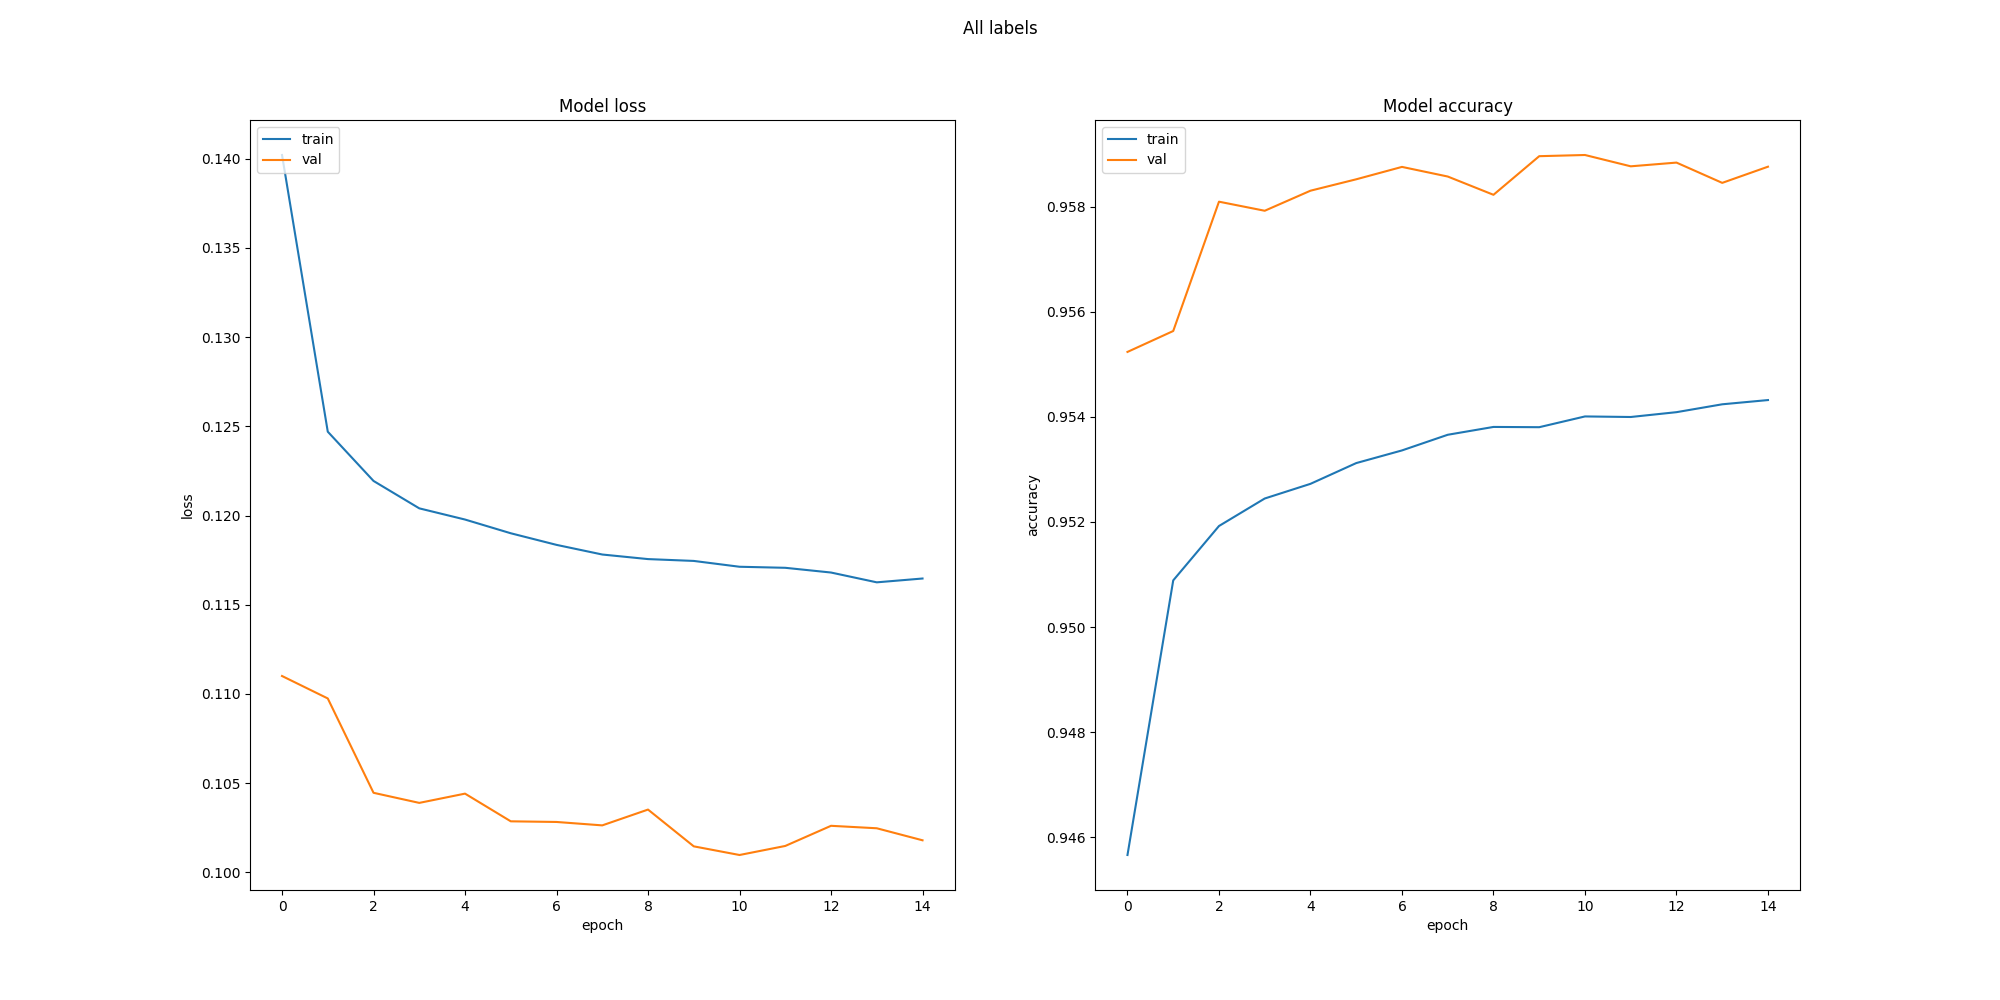 All labels
Model loss
train
val
0.140
0.135
0.130
0.125
0.120
0.115
0.110
0.105
0.100
loss
0 2 4 6 8 10 12 14
epoch
Model accuracy
train
val
0.958
0.956
0.954
0.952
0.950
0.948
0.946
accuracy
0 2 4 6 8 10 12 14
epoch